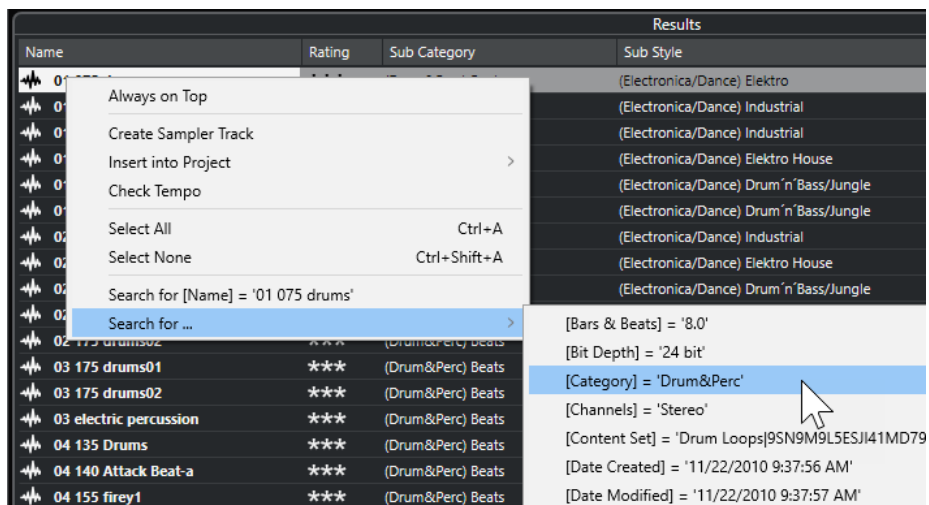 Results
Name Rating Sub Category Sub Style
(Electronica/Dance) Elektro
(Electronica/Dance) Industrial
(Electronica/Dance) Industrial
(Electronica/Dance) Elektro House
(Electronica/Dance) Drum´n´Bass/Jungle
(Electronica/Dance) Drum´n´Bass/Jungle
(Electronica/Dance) Industrial
(Electronica/Dance) Elektro House
(Electronica/Dance) Drum´n´Bass/Jungle
Always on Top
Create Sampler Track
Insert into Project
Check Tempo
Select All Ctrl+A
Select None Ctrl+Shift+A
Search for [Name] = '01 075 drums'
Search for ...
[Bars & Beats] = '8.0'
[Bit Depth] = '24 bit'
[Category] = 'Drum&Perc'
[Channels] = 'Stereo'
[Content Set] = 'Drum Loops|9SN9M9L5ESJI41MD79
[Date Created] = '11/22/2010 9:37:56 AM'
[Date Modified] = '11/22/2010 9:37:57 AM'
02 175 drums02 *** (Drum&Perc) Beats
03 175 drums01 *** (Drum&Perc) Beats
03 175 drums02 *** (Drum&Perc) Beats
03 electric percussion *** (Drum&Perc) Beats
04 135 Drums *** (Drum&Perc) Beats
04 140 Attack Beat-a *** (Drum&Perc) Beats
04 155 firey1 *** (Drum&Perc) Beats